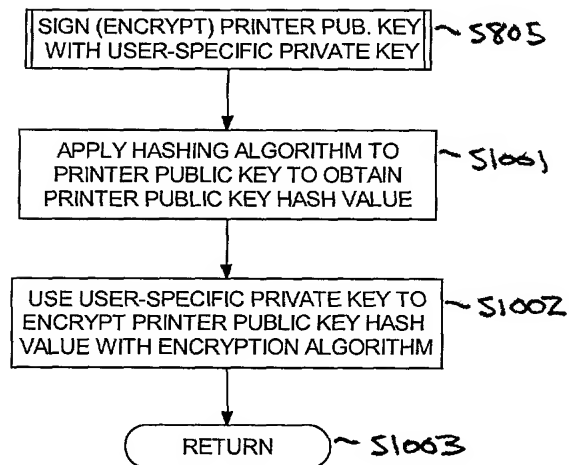 SIGN (ENCRYPT) PRINTER PUB. KEY
WITH USER-SPECIFIC PRIVATE KEY
S805
APPLY HASHING ALGORITHM TO
PRINTER PUBLIC KEY TO OBTAIN
PRINTER PUBLIC KEY HASH VALUE
S1001
USE USER-SPECIFIC PRIVATE KEY TO
ENCRYPT PRINTER PUBLIC KEY HASH
VALUE WITH ENCRYPTION ALGORITHM
S1002
RETURN
S1003